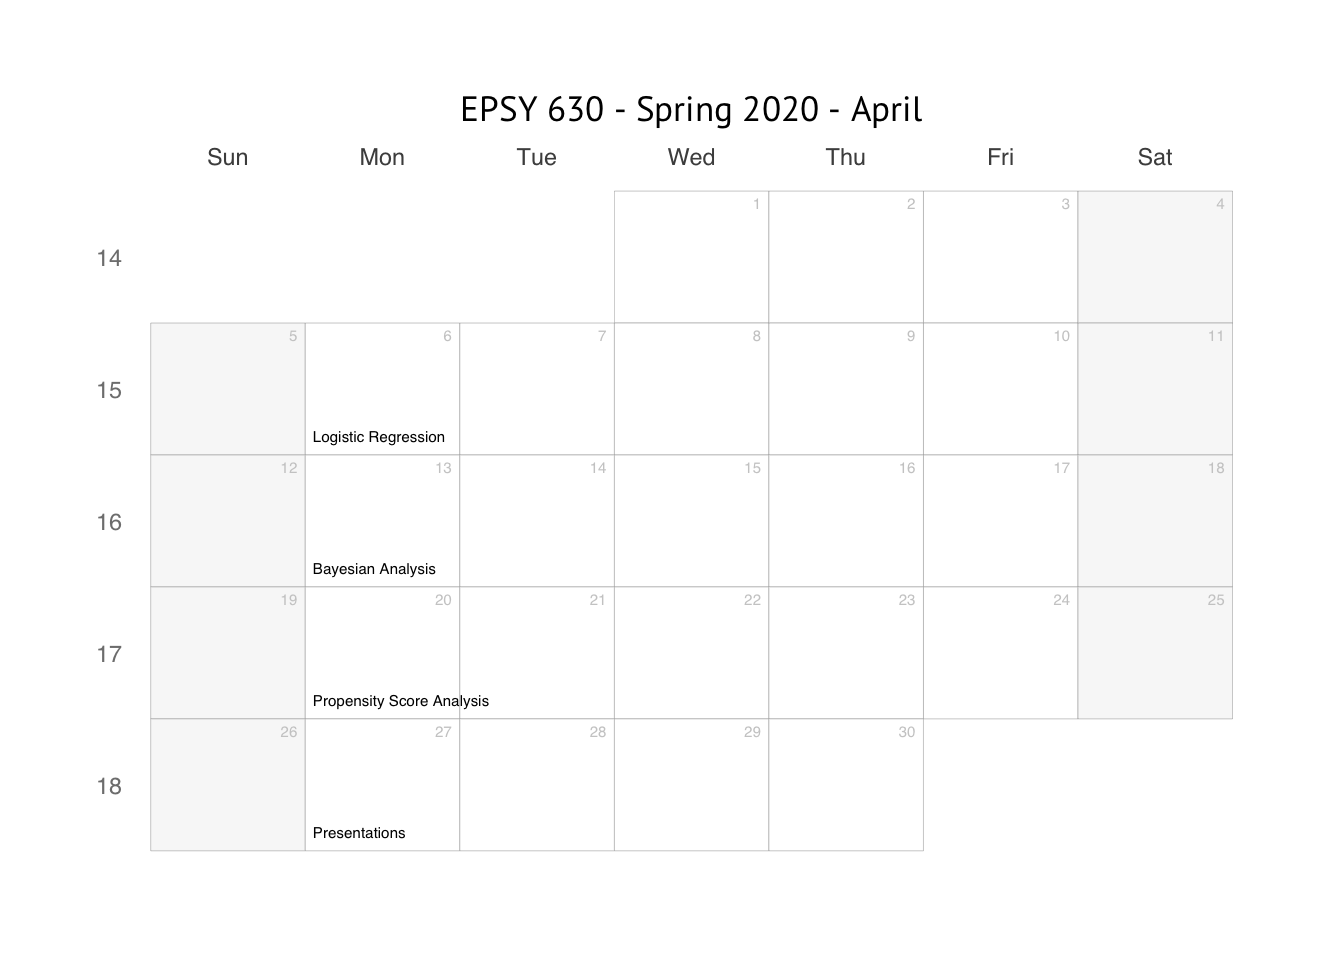 EPSY 630 - Spring 2020 - April
Sun Mon Tue Wed Thu Fri Sat
1 2 3 4
14
5 6 7 8 9 10 11
15
Logistic Regression
12 13 14 15 16 17 18
16
Bayesian Analysis
19 20 21 22 23 24 25
17
Propensity Score Analysis
26 27 28 29 30
18
Presentations